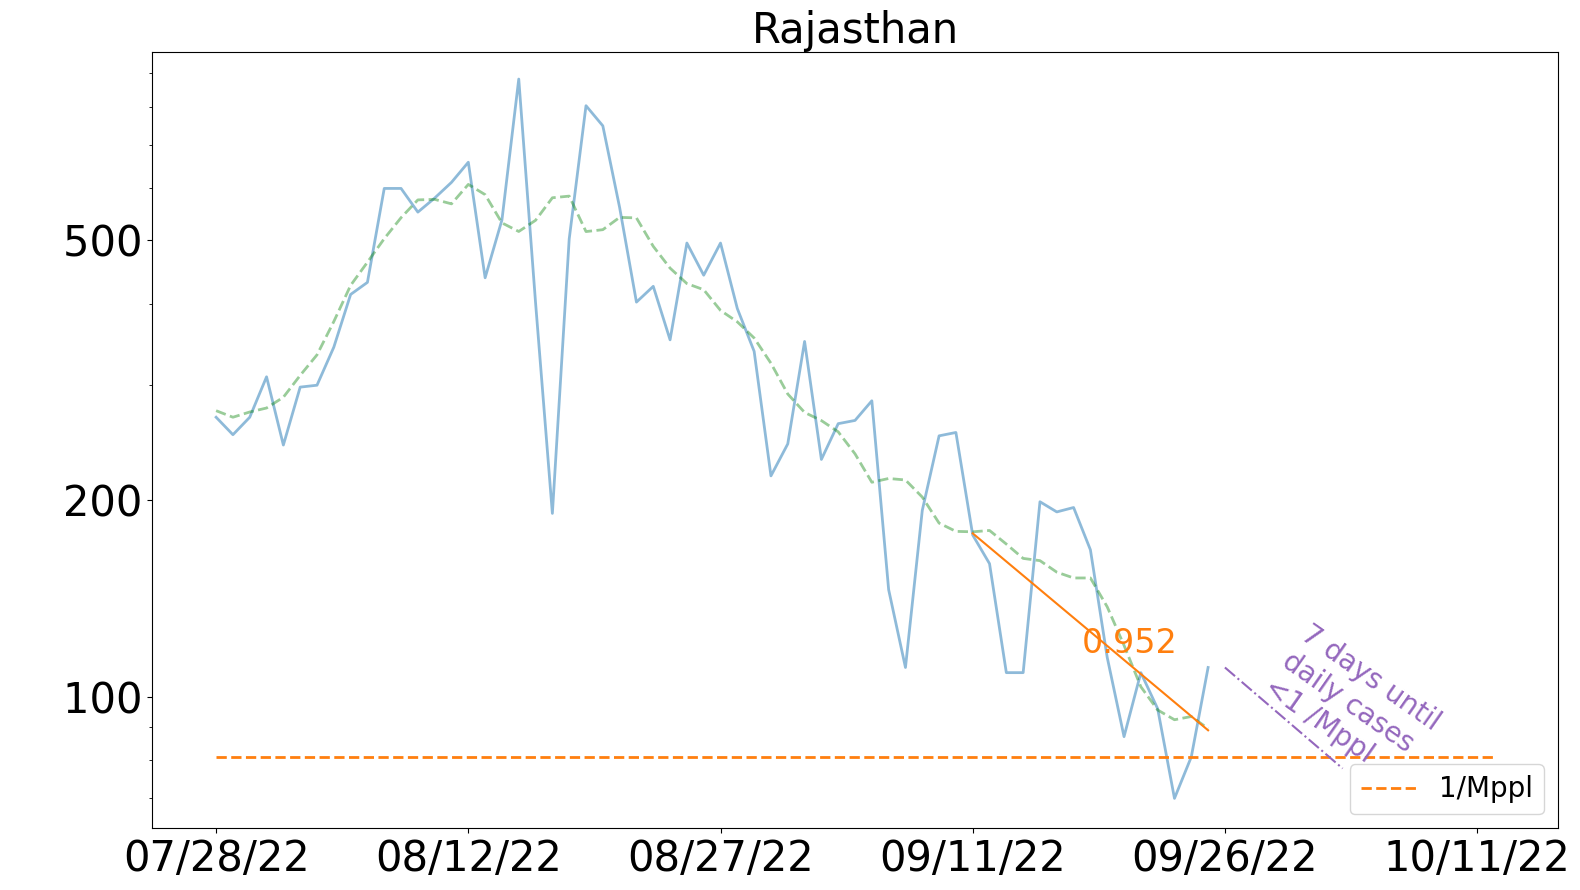 Rajasthan
500
200
100
0.952
7 days until
daily cases
<1 /Mppl
1/Mppl
07/28/22
08/12/22
08/27/22
09/11/22
09/26/22
10/11/22